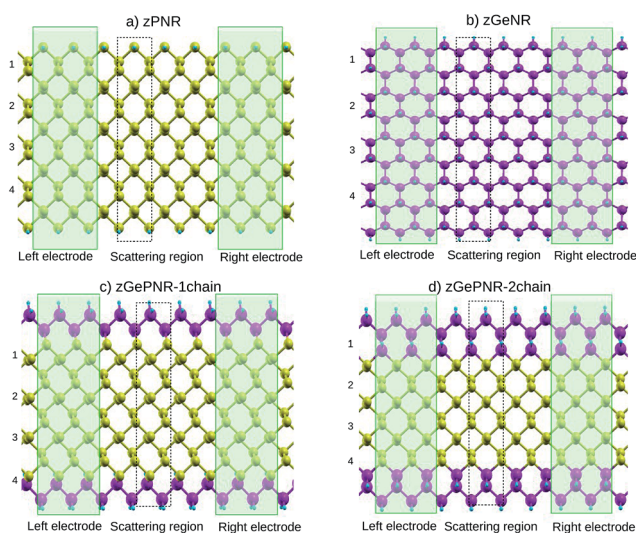 a) zPNR
1
2
3
4
Left electrode Scattering region Right electrode
b) zGeNR
1
2
3
4
Left electrode Scattering region Right electrode
c) zGePNR-1chain
1
2
3
4
Left electrode Scattering region Right electrode
d) zGePNR-2chain
1
2
3
4
Left electrode Scattering region Right electrode